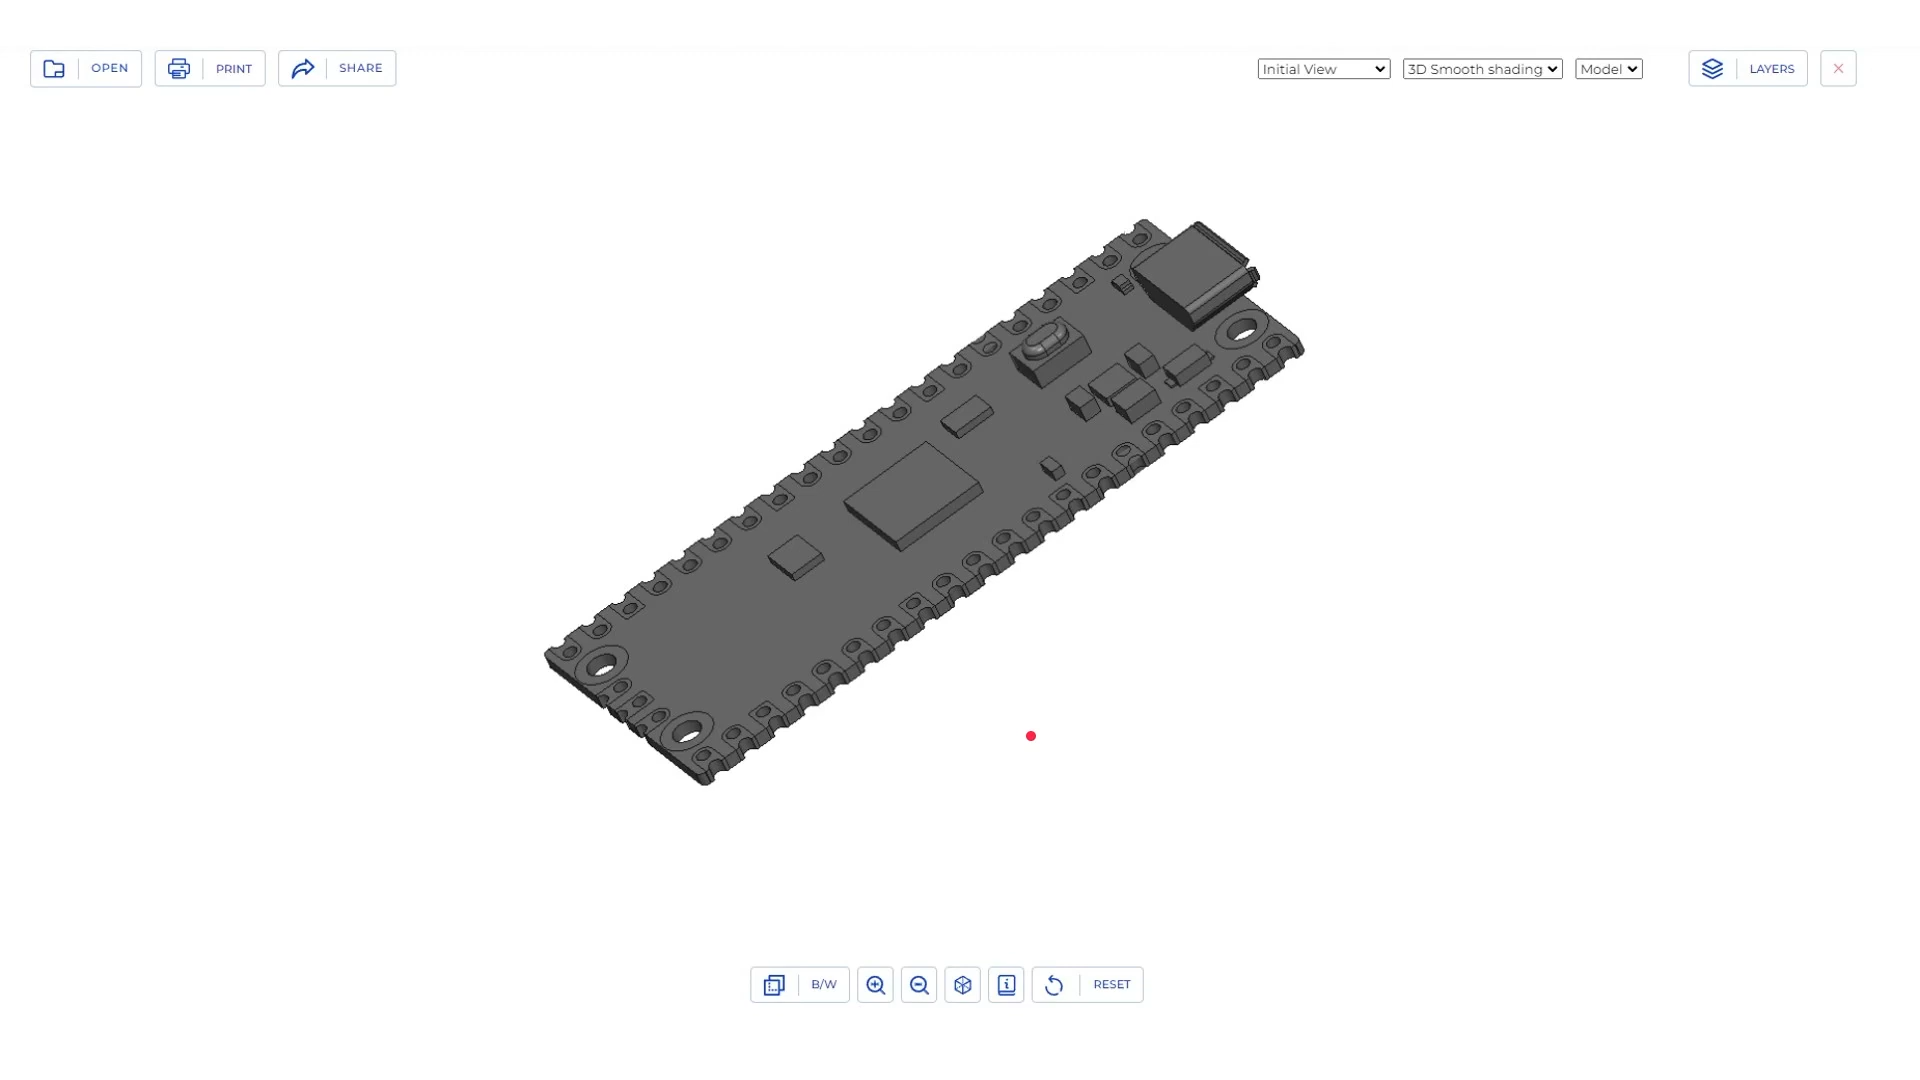 OPEN
PRINT
SHARE
Initial View
3D Smooth shading
Model
LAYERS
B/W
RESET